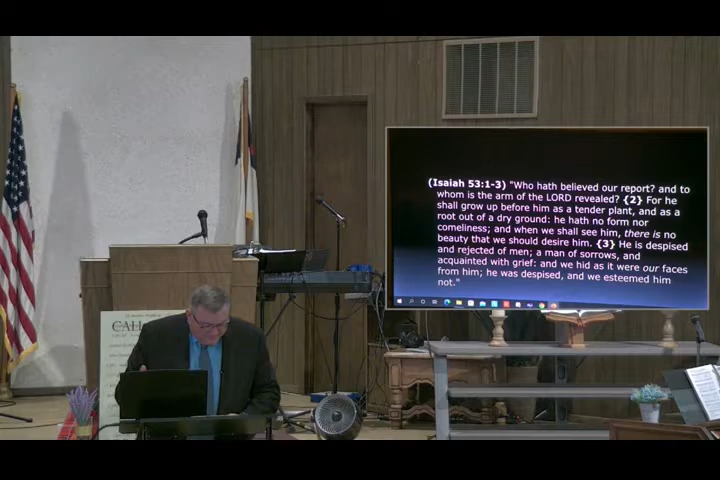 (Isaiah 53:1-3) "Who hath believed our report? and to
whom is the arm of the LORD revealed? {2} For he
shall grow up before him as a tender plant, and as a
root out of a dry ground: he hath no form nor
comeliness; and when we shall see him, there is no
beauty that we should desire him. {3} He is despised
and rejected of men; a man of sorrows, and
acquainted with grief: and we hid as it were our faces
from him; he was despised, and we esteemed him
not."